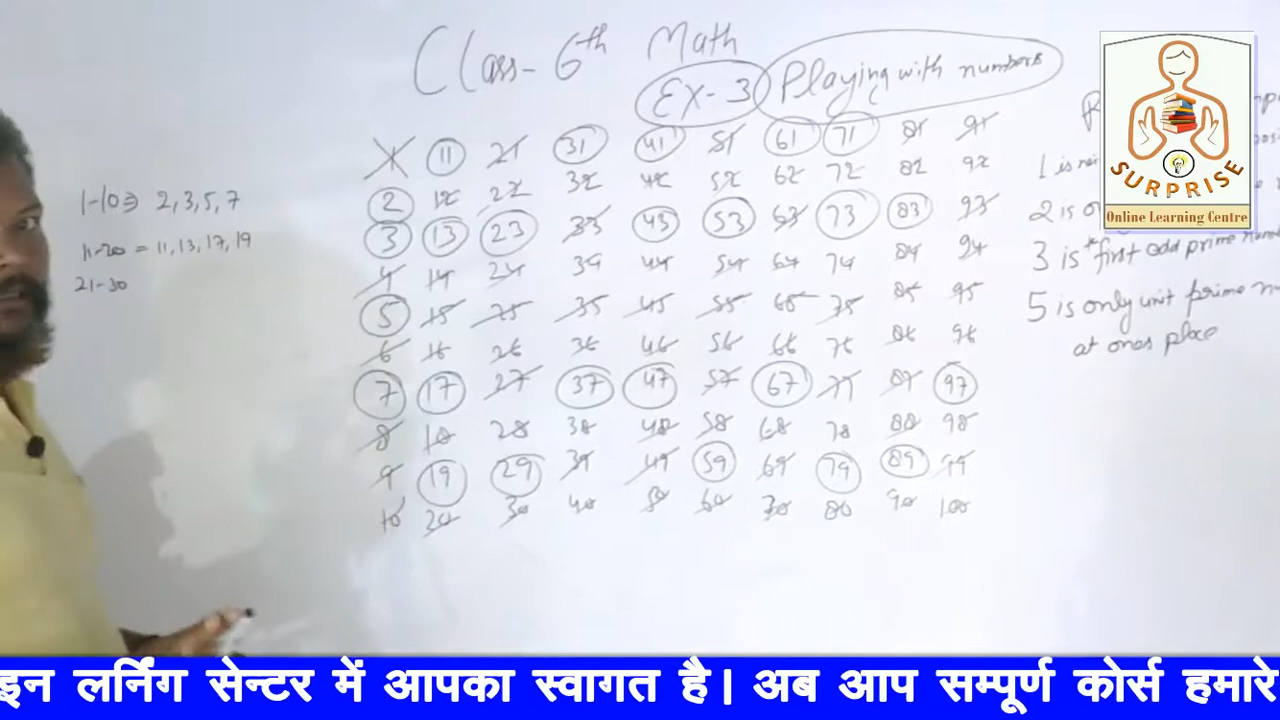 Class-6th Math
EX-3 Playing with numbers
1 11 21 31 41 51 61 71 81 91
2 12 22 32 42 52 62 72 82 92
3 13 23 33 43 53 63 73 83 93
4 14 24 34 44 54 64 74 84 94
5 15 25 35 45 55 65 75 85 95
6 16 26 36 46 56 66 76 86 96
7 17 27 37 47 57 67 77 87 97
8 18 28 38 48 58 68 78 88 98
9 19 29 39 49 59 69 79 89 99
10 20 30 40 50 60 70 80 90 100
1-10 ⇒ 2, 3, 5, 7
11-20 = 11, 13, 17, 19
21-30
1 is
2 is
3 is *first odd prime
5 is only unit prime
at ones place
SURPRISE
Online Learning Centre
इन लर्निंग सेन्टर में आपका स्वागत है। अब आप सम्पूर्ण कोर्स हमारे